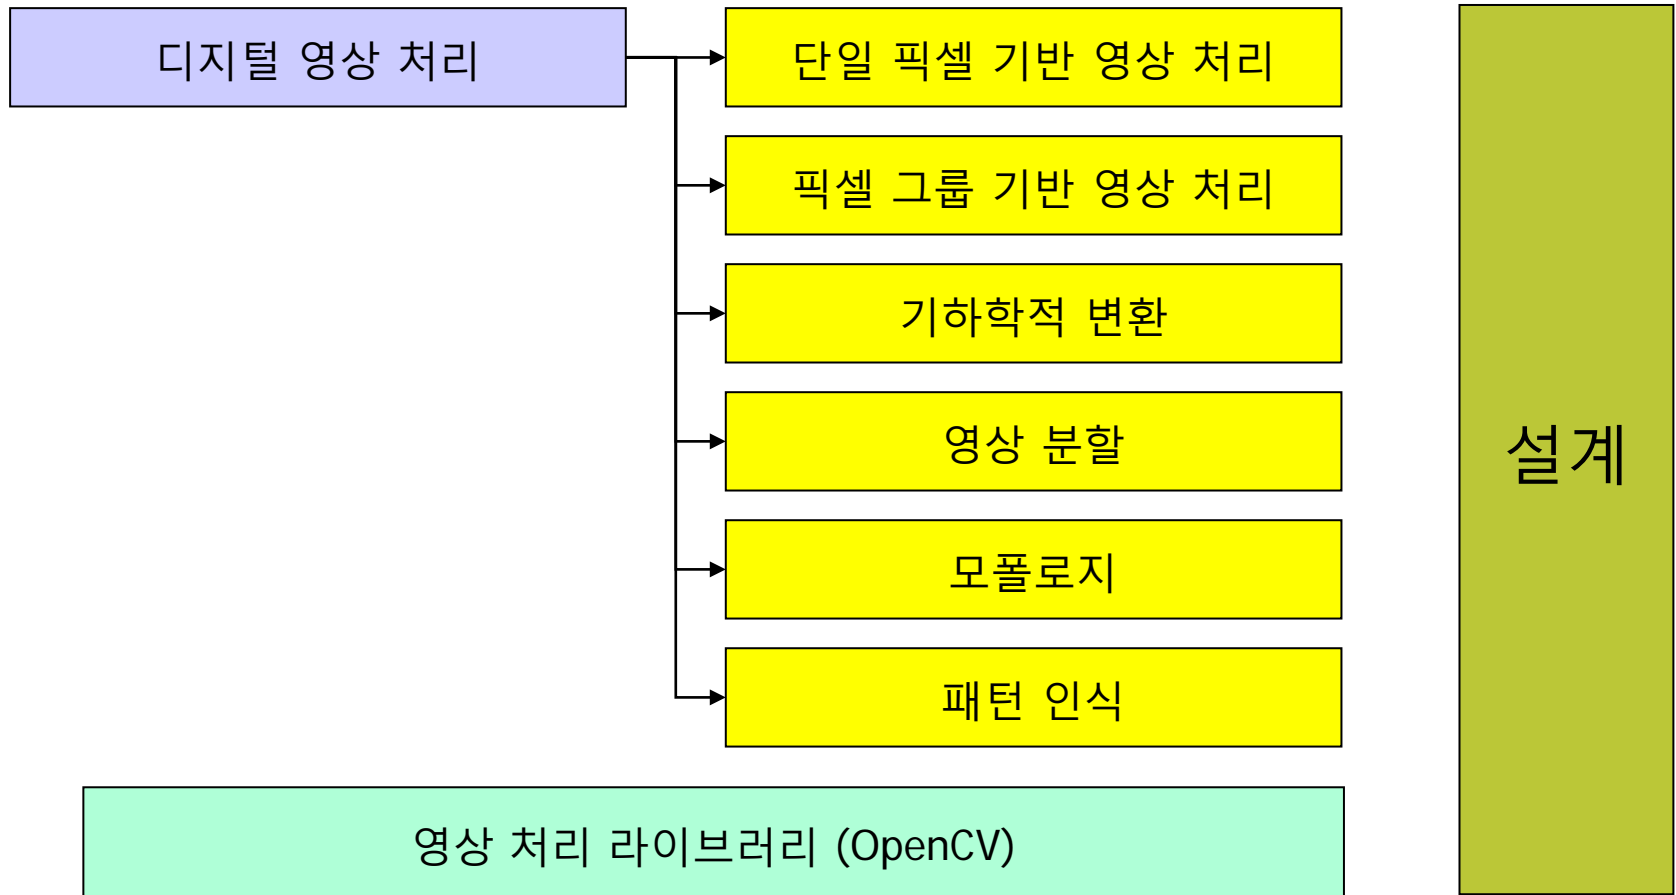 디지털 영상 처리
단일 픽셀 기반 영상 처리
픽셀 그룹 기반 영상 처리
기하학적 변환
영상 분할
모폴로지
패턴 인식
영상 처리 라이브러리 (OpenCV)
설계